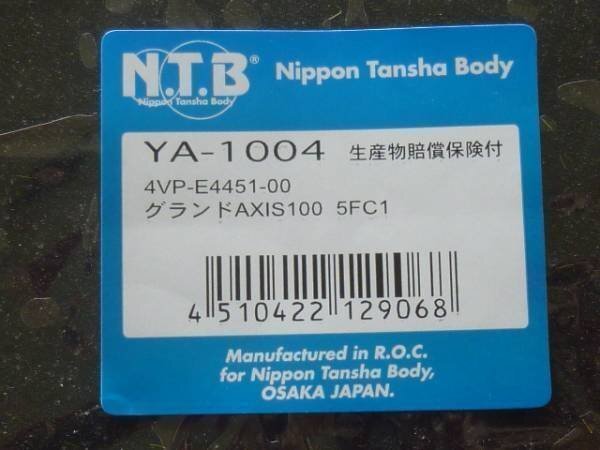 N.T.B®
Nippon Tansha Body
Nippon Tansha Body
YA-1004 生産物賠償保険付
4VP-E4451-00
グランドAXIS100 5FC1
4 510422 129068
Manufactured in R.O.C.
for Nippon Tansha Body,
OSAKA JAPAN.